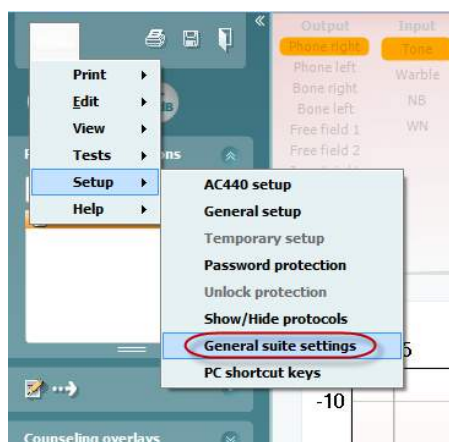 Output Input
Phone right Tone
Phone left Warble
Bone right NB
Bone left WN
Free field 1
Free field 2
Print
Edit
View
Tests
Setup
Help
ons
AC440 setup
General setup
Temporary setup
Password protection
Unlock protection
Show/Hide protocols
General suite settings
PC shortcut keys
5
-10
Counseling overlays